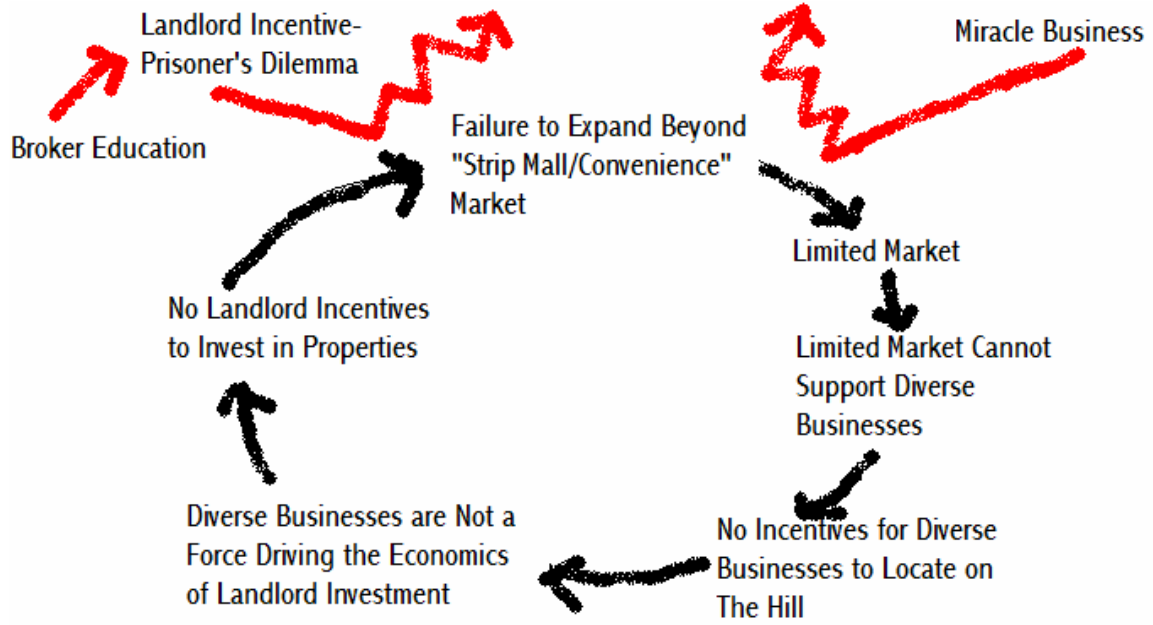 Landlord Incentive-
Prisoner's Dilemma
Miracle Business
Broker Education
Failure to Expand Beyond
"Strip Mall/Convenience"
Market
Limited Market
No Landlord Incentives
to Invest in Properties
Limited Market Cannot
Support Diverse
Businesses
Diverse Businesses are Not a
Force Driving the Economics
of Landlord Investment
No Incentives for Diverse
Businesses to Locate on
The Hill